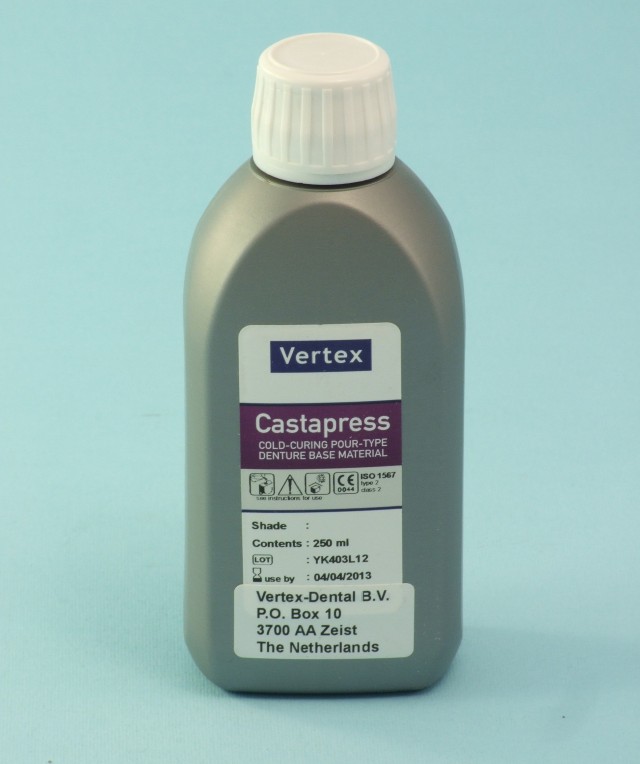 Vertex
Castapress
COLD-CURING POUR-TYPE
DENTURE BASE MATERIAL
CE
0044
ISO 1567
type 2
class 2
see instructions for use
Shade :
Contents : 250 ml
LOT : YK403L12
use by : 04/04/2013
Vertex-Dental B.V.
P.O. Box 10
3700 AA Zeist
The Netherlands